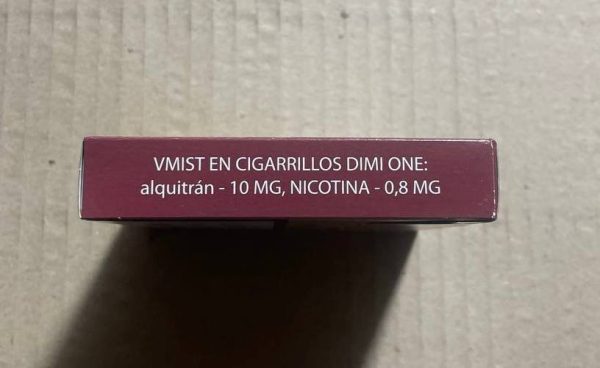 VMIST EN CIGARRILLOS DIMI ONE:
alquitrán - 10 MG, NICOTINA - 0,8 MG